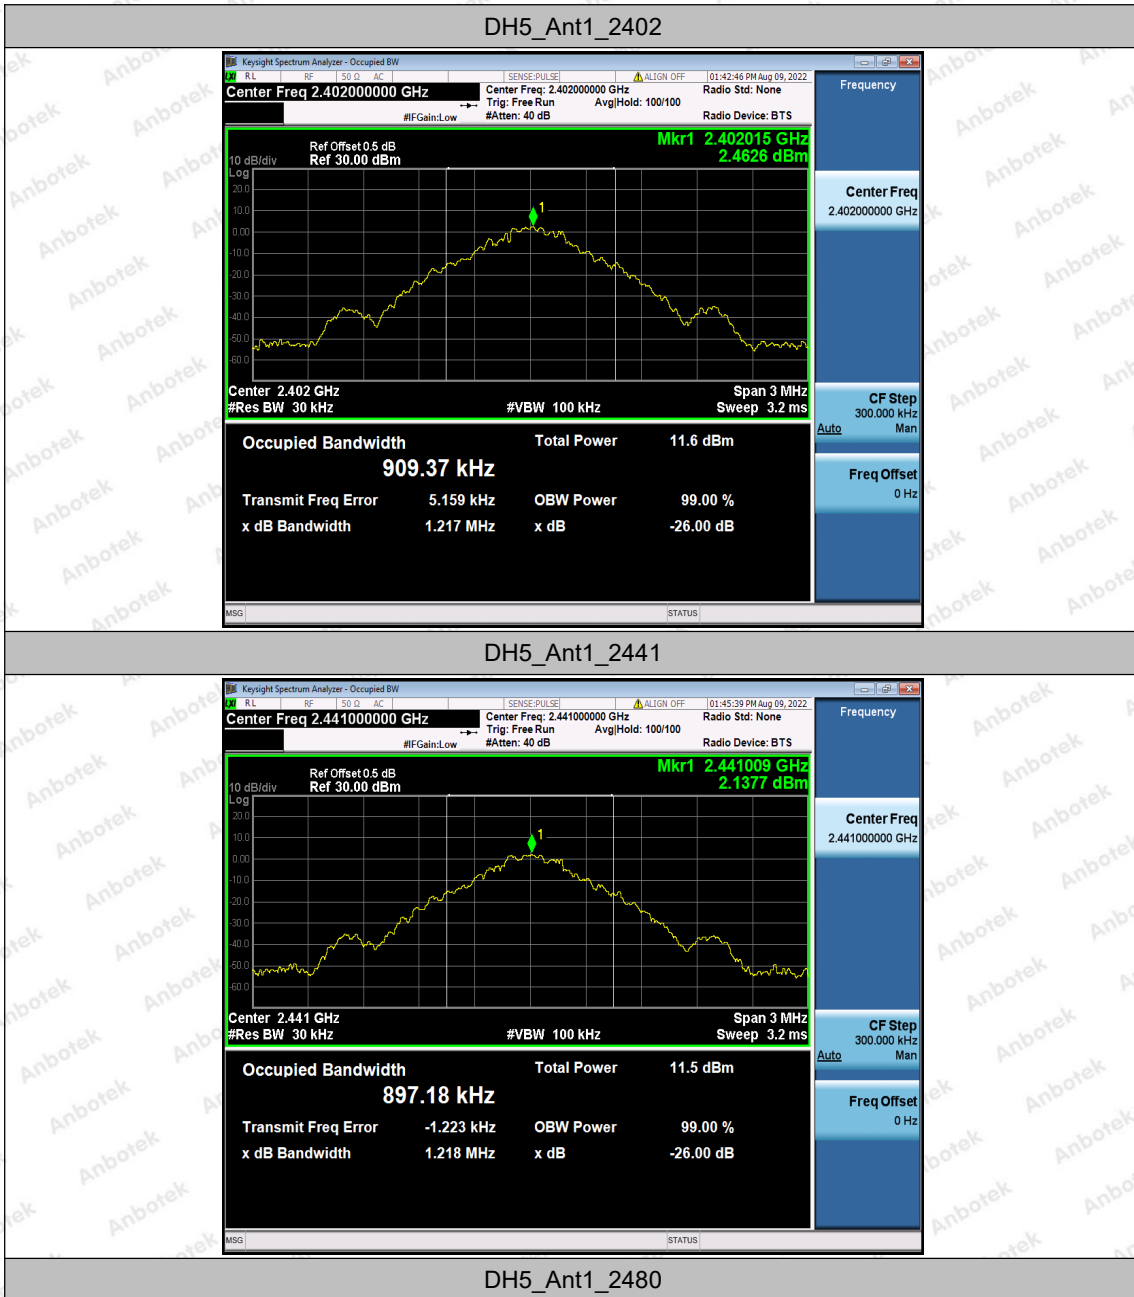 DH5_Ant1_2402
Keysight Spectrum Analyzer - Occupied BW
LXI RL RF 50 Ω AC SENSE:PULSE ALIGN OFF 01:42:46 PM Aug 09, 2022
Center Freq 2.402000000 GHz Center Freq: 2.402000000 GHz Radio Std: None Frequency
Trig: Free Run Avg|Hold: 100/100
#IFGain:Low #Atten: 40 dB Radio Device: BTS
Mkr1 2.402015 GHz
2.4626 dBm
Ref Offset 0.5 dB
10 dB/div Ref 30.00 dBm
Log
20.0
10.0
0.00
-10.0
-20.0
-30.0
-40.0
-50.0
-60.0
1
Center Freq
2.402000000 GHz
Center 2.402 GHz Span 3 MHz
#Res BW 30 kHz #VBW 100 kHz Sweep 3.2 ms
CF Step
300.000 kHz
Auto Man
Occupied Bandwidth Total Power 11.6 dBm
909.37 kHz
Freq Offset
0 Hz
Transmit Freq Error 5.159 kHz OBW Power 99.00 %
x dB Bandwidth 1.217 MHz x dB -26.00 dB
MSG STATUS
DH5_Ant1_2441
Keysight Spectrum Analyzer - Occupied BW
LXI RL RF 50 Ω AC SENSE:PULSE ALIGN OFF 01:45:39 PM Aug 09, 2022
Center Freq 2.441000000 GHz Center Freq: 2.441000000 GHz Radio Std: None Frequency
Trig: Free Run Avg|Hold: 100/100
#IFGain:Low #Atten: 40 dB Radio Device: BTS
Mkr1 2.441009 GHz
2.1377 dBm
Ref Offset 0.5 dB
10 dB/div Ref 30.00 dBm
Log
20.0
10.0
0.00
-10.0
-20.0
-30.0
-40.0
-50.0
-60.0
1
Center Freq
2.441000000 GHz
Center 2.441 GHz Span 3 MHz
#Res BW 30 kHz #VBW 100 kHz Sweep 3.2 ms
CF Step
300.000 kHz
Auto Man
Occupied Bandwidth Total Power 11.5 dBm
897.18 kHz
Freq Offset
0 Hz
Transmit Freq Error -1.223 kHz OBW Power 99.00 %
x dB Bandwidth 1.218 MHz x dB -26.00 dB
MSG STATUS
DH5_Ant1_2480